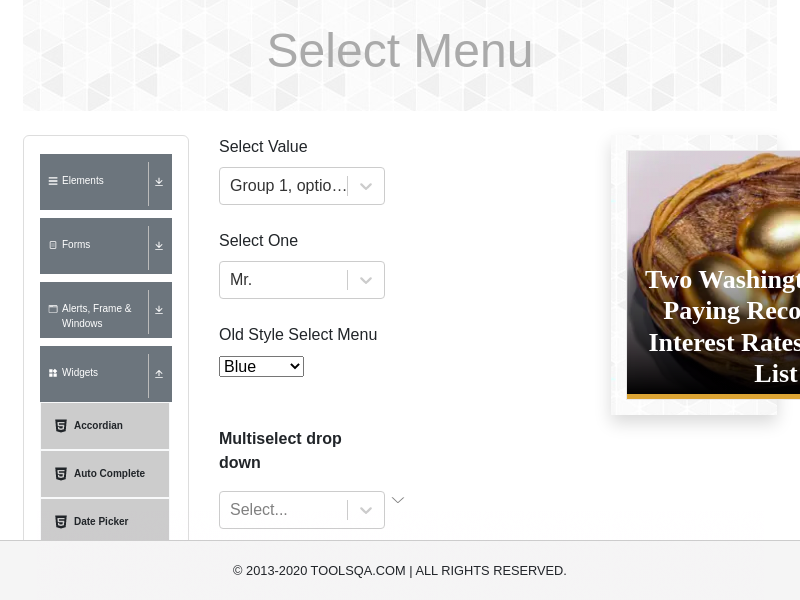 Select Menu
Elements
Forms
Alerts, Frame &
Windows
Widgets
Accordian
Auto Complete
Date Picker
Select Value
Group 1, optio...
Select One
Mr.
Old Style Select Menu
Blue
Multiselect drop
down
Select...
Two Washingt
Paying Reco
Interest Rates
List
© 2013-2020 TOOLSQA.COM | ALL RIGHTS RESERVED.